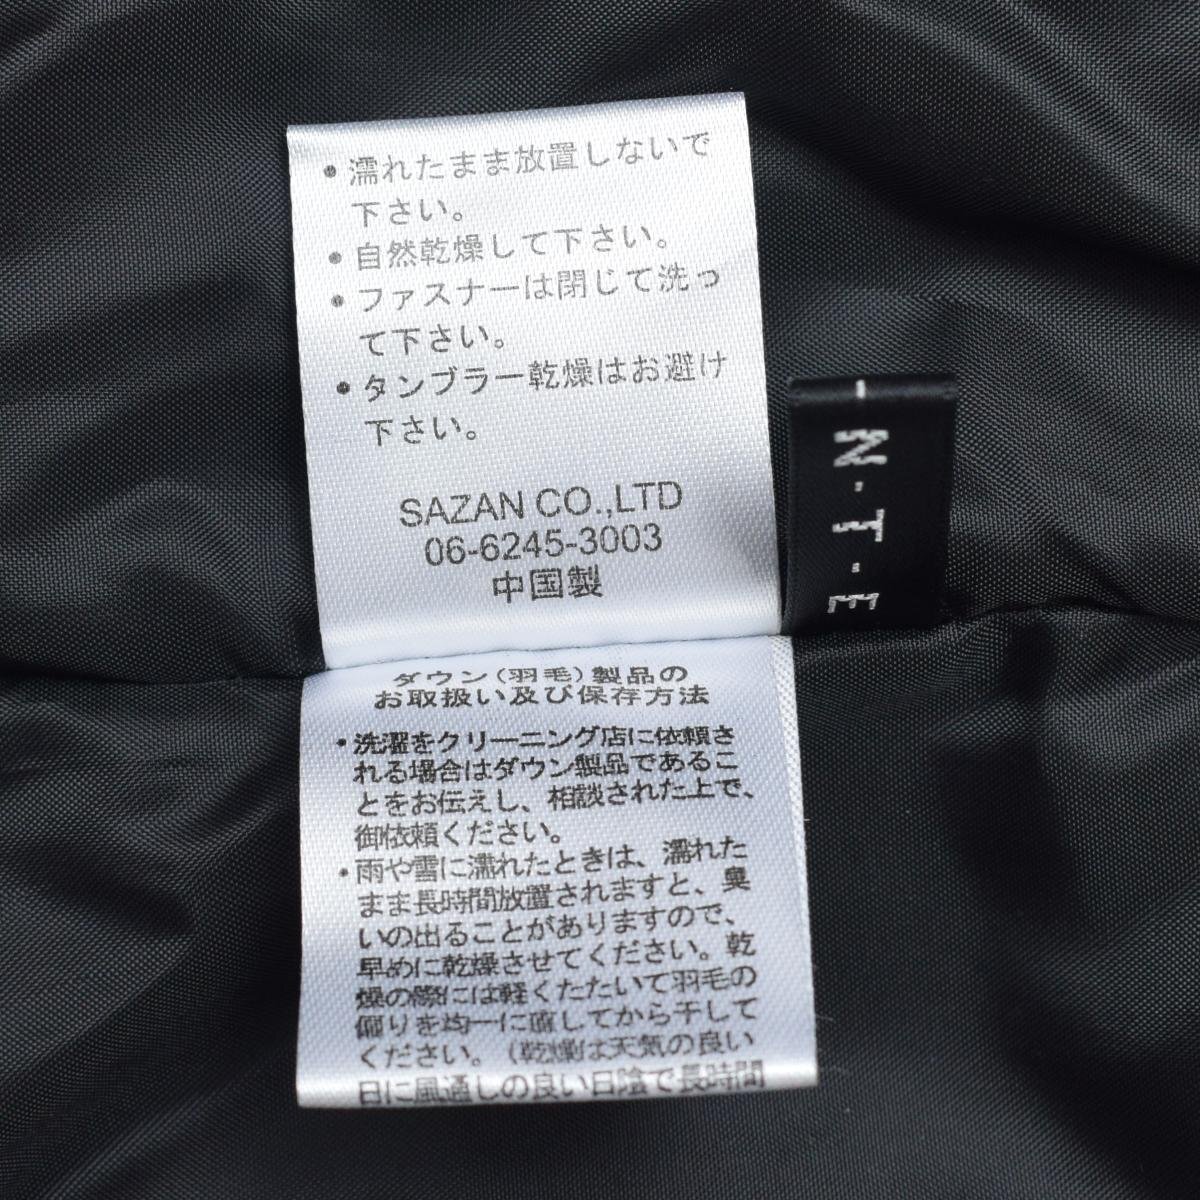 ・濡れたまま放置しないで
下さい。
・自然乾燥して下さい。
・ファスナーは閉じて洗っ
て下さい。
・タンブラー乾燥はお避け
下さい。
SAZAN CO.,LTD
06-6245-3003
中国製
N・T・E
ダウン(羽毛)製品の
お取扱い及び保存方法
・洗濯をクリーニング店に依頼さ
れる場合はダウン製品であるこ
とをお伝えし、相談された上で、
御依頼ください。
・雨や雪に濡れたときは、濡れた
まま長時間放置されますと、臭
いの出ることがありますので、
早めに乾燥させてください。乾
燥の際には軽くたたいて羽毛の
偏りを均一に直してから干して
ください。(乾燥は天気の良い
日に風通しの良い日陰で長時間